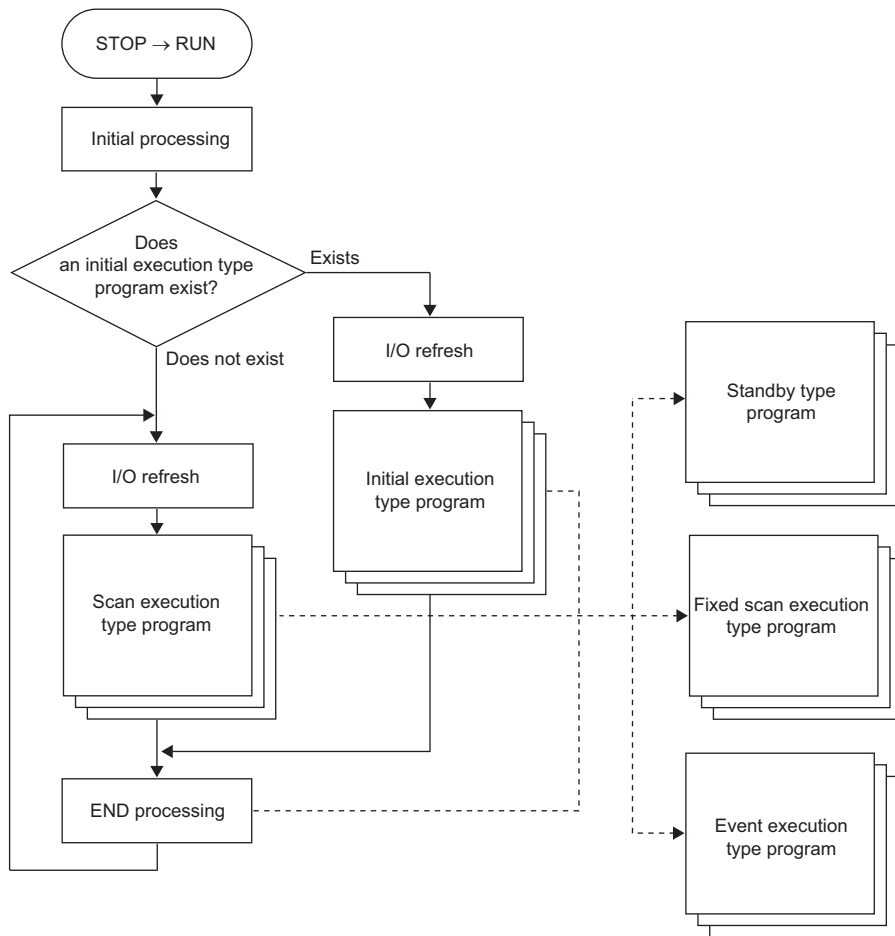 STOP → RUN
Initial processing
Does
an initial execution type
program exist?
Exists
Does not exist
I/O refresh
Initial execution
type program
I/O refresh
Scan execution
type program
END processing
Standby type
program
Fixed scan execution
type program
Event execution
type program